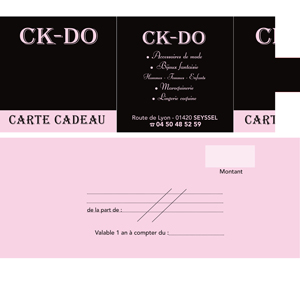 CK-DO
CK-DO
CK-DO
• Accessoires de mode
• Bijoux fantaisie
Hommes - Femmes - Enfants
• Maroquinerie
• Lingerie coquine
CARTE CADEAU
Route de Lyon - 01420 SEYSSEL
☎ 04 50 48 52 59
CARTE
Montant
de la part de :
Valable 1 an à compter du :